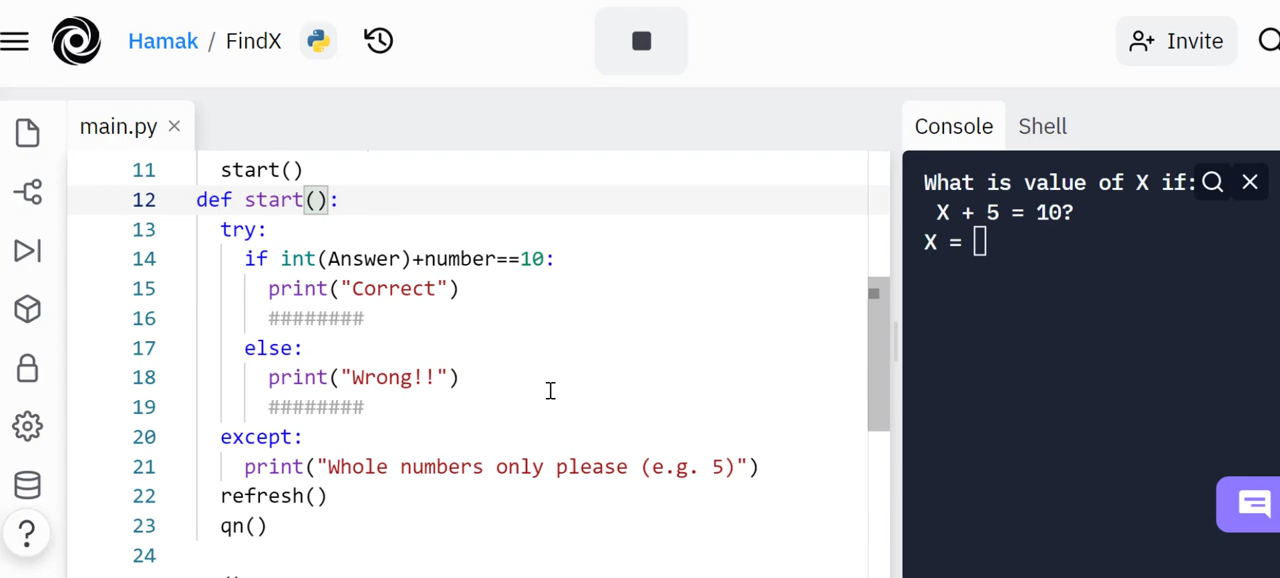 Hamak / FindX
Invite
main.py ×
Console Shell
11 start()
12 def start():
13 try:
14 if int(Answer)+number==10:
15 print("Correct")
16 ########
17 else:
18 print("Wrong!!")
19 ########
20 except:
21 print("Whole numbers only please (e.g. 5)")
22 refresh()
23 qn()
24
What is value of X if:
X + 5 = 10?
X =
?